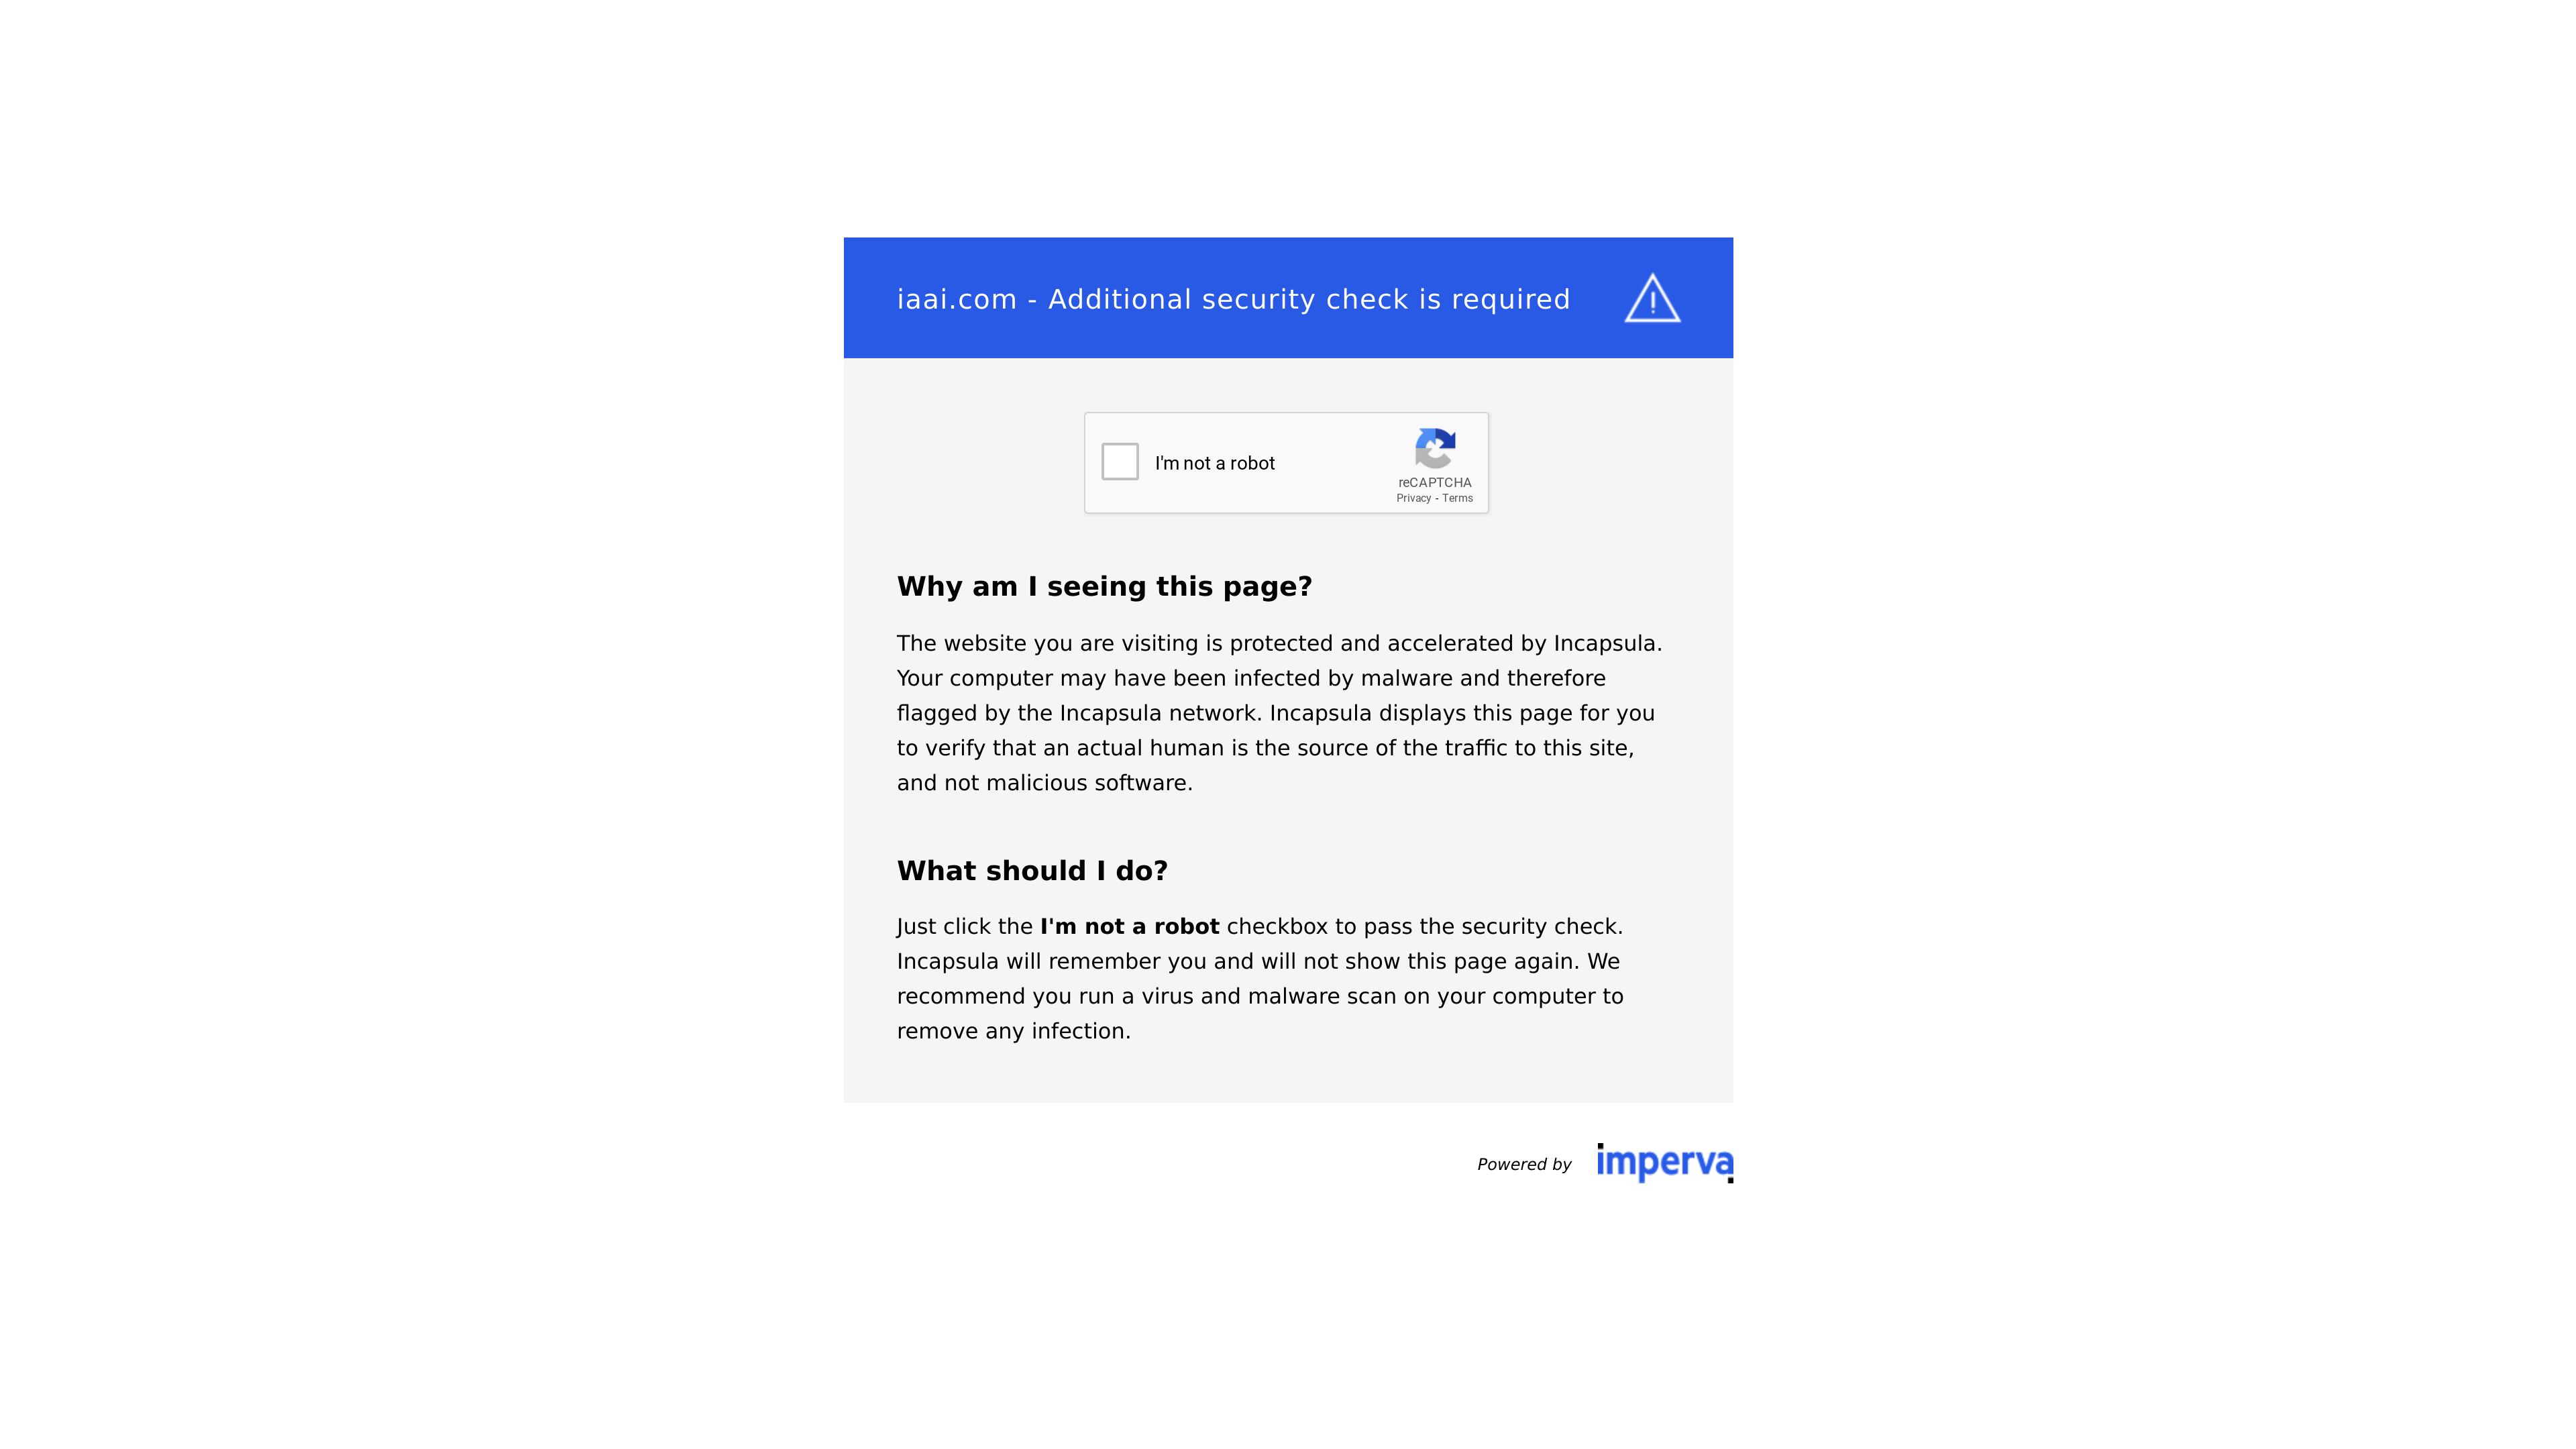 iaai.com - Additional security check is required
I'm not a robot
reCAPTCHA
Privacy - Terms
Why am I seeing this page?
The website you are visiting is protected and accelerated by Incapsula.
Your computer may have been infected by malware and therefore
flagged by the Incapsula network. Incapsula displays this page for you
to verify that an actual human is the source of the traffic to this site,
and not malicious software.
What should I do?
Just click the I'm not a robot checkbox to pass the security check.
Incapsula will remember you and will not show this page again. We
recommend you run a virus and malware scan on your computer to
remove any infection.
Powered by imperva